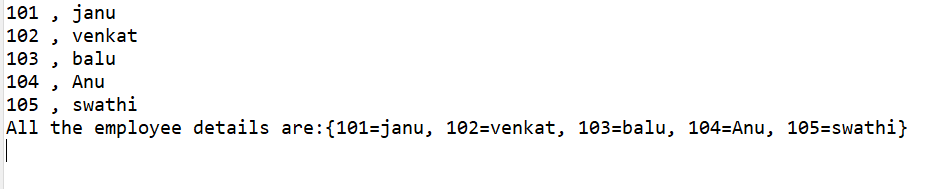 101 , janu
102 , venkat
103 , balu
104 , Anu
105 , swathi
All the employee details are:{101=janu, 102=venkat, 103=balu, 104=Anu, 105=swathi}